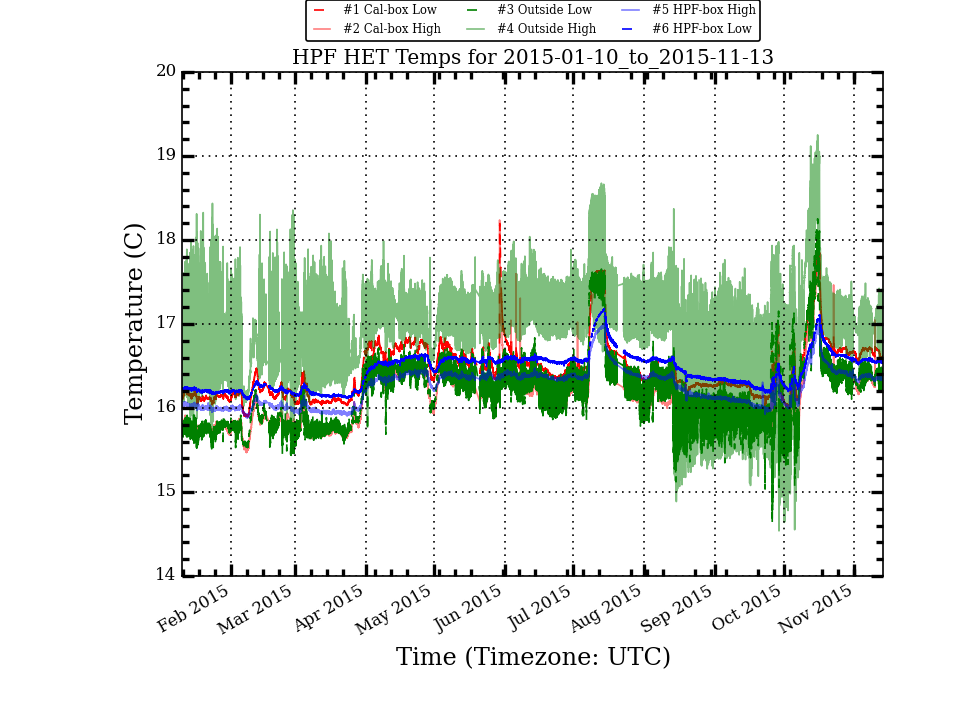 #1 Cal-box Low #3 Outside Low #5 HPF-box High
#2 Cal-box High #4 Outside High #6 HPF-box Low
HPF HET Temps for 2015-01-10_to_2015-11-13
20
19
18
17
16
15
14
Temperature (C)
Feb 2015 Mar 2015 Apr 2015 May 2015 Jun 2015 Jul 2015 Aug 2015 Sep 2015 Oct 2015 Nov 2015
Time (Timezone: UTC)